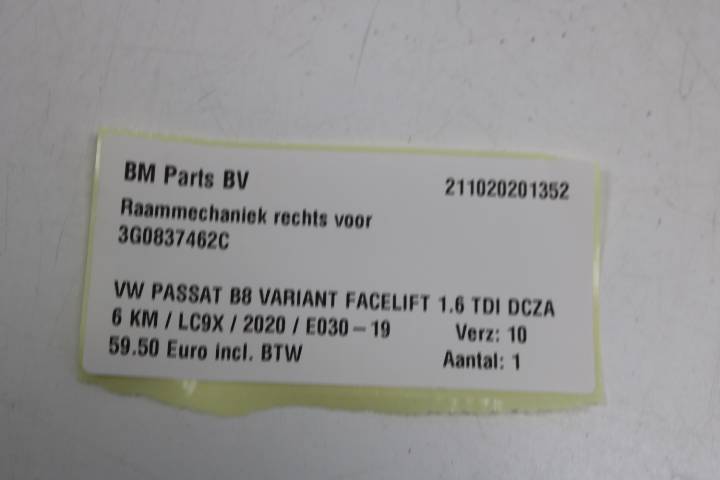 BM Parts BV 211020201352
Raammechaniek rechts voor
3G0837462C
VW PASSAT B8 VARIANT FACELIFT 1.6 TDI DCZA
6 KM / LC9X / 2020 / E030-19 Verz: 10
59.50 Euro incl. BTW Aantal: 1